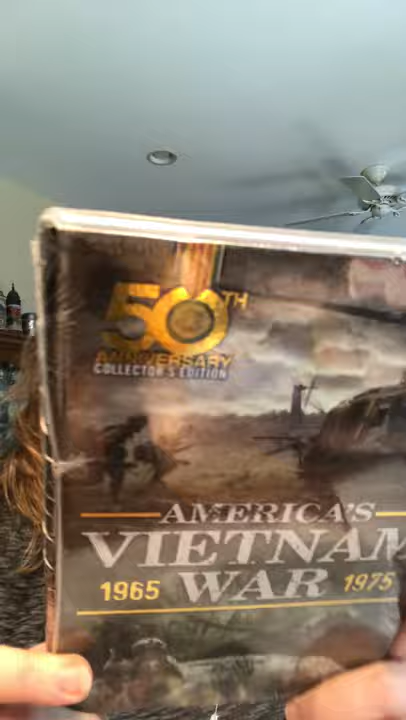 50TH
ANNIVERSARY
COLLECTOR'S EDITION
AMERICA'S
VIETNAM
1965 WAR 1975